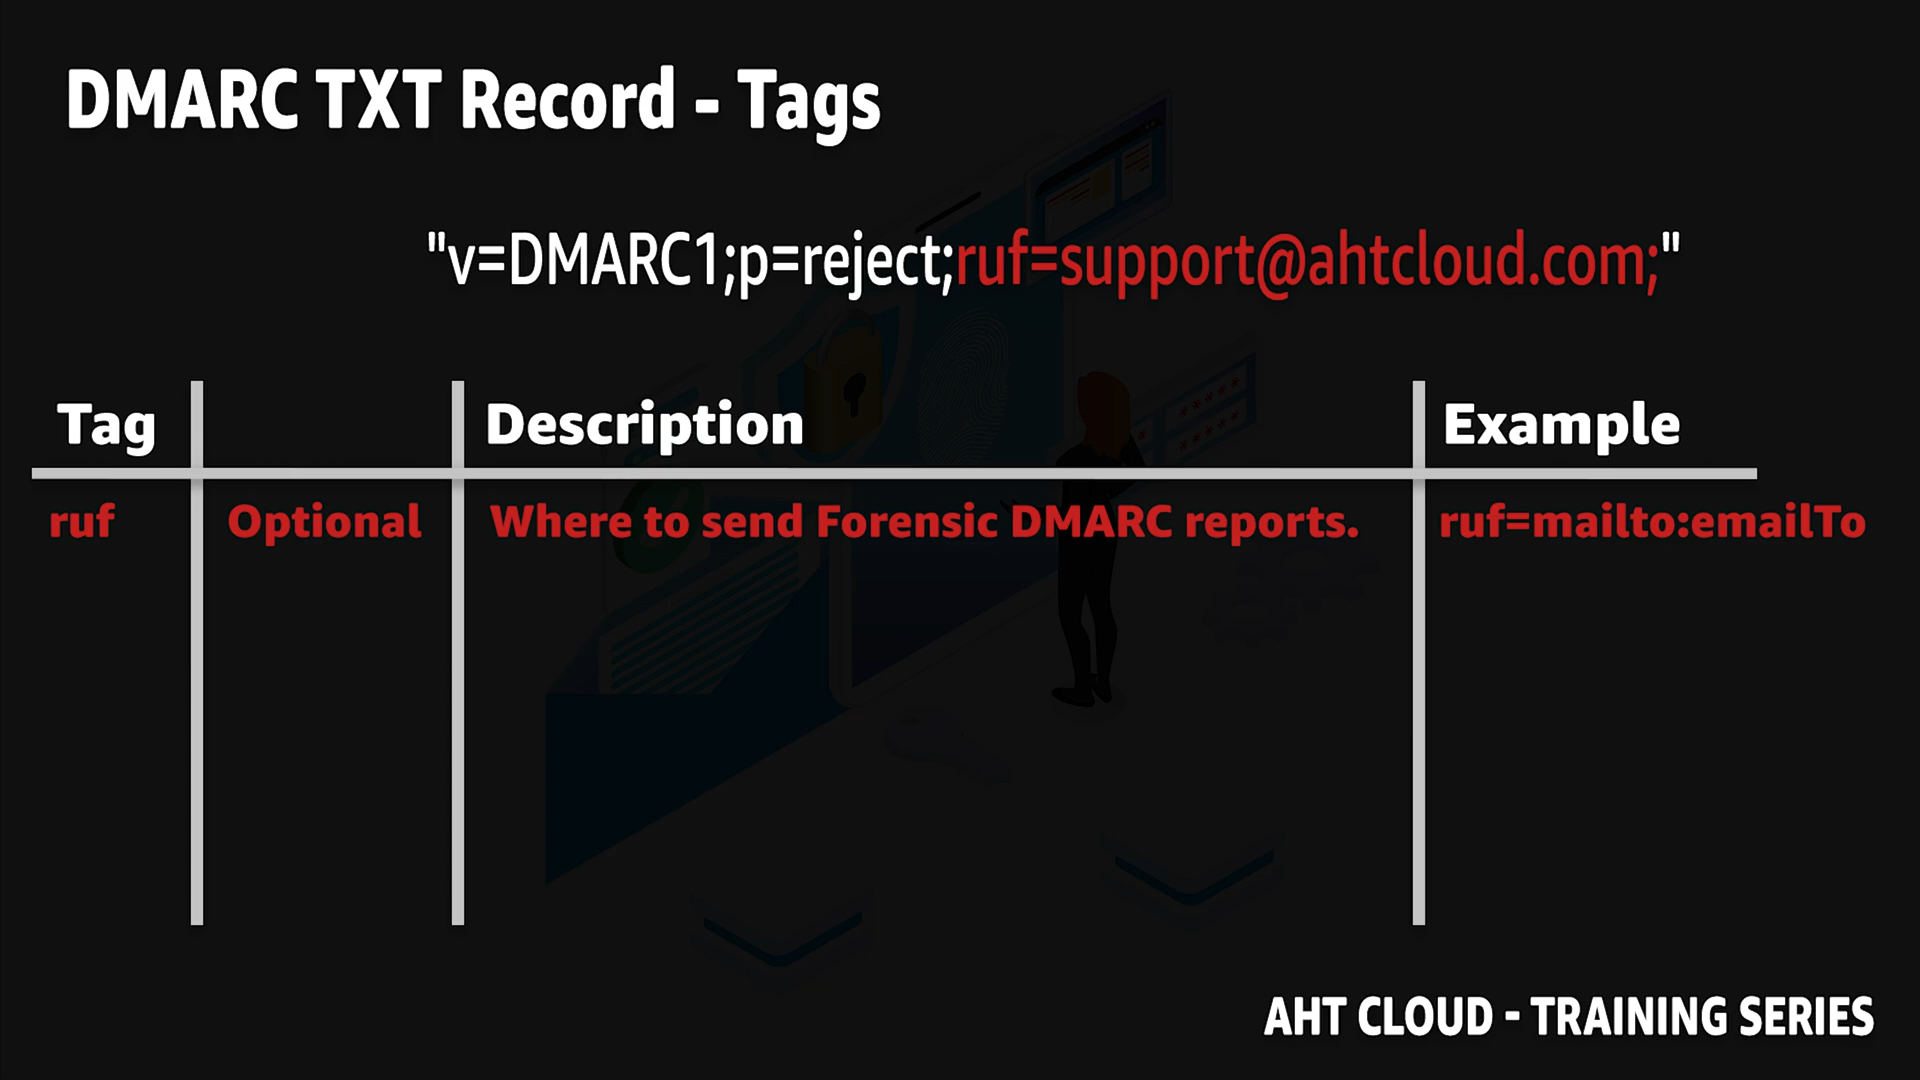 DMARC TXT Record - Tags
"v=DMARC1;p=reject;ruf=support@ahtcloud.com;"
Tag Description Example
ruf Optional Where to send Forensic DMARC reports. ruf=mailto:emailTo
AHT CLOUD - TRAINING SERIES